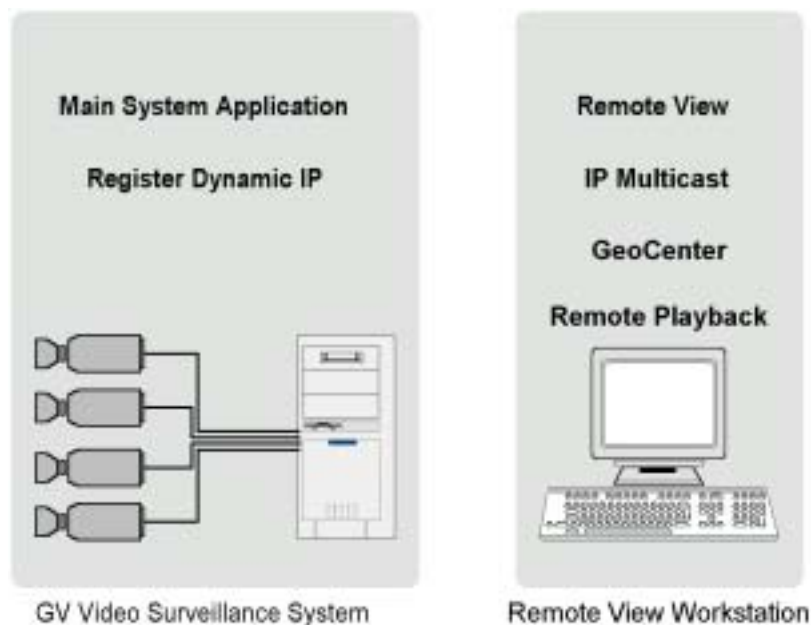 Main System Application
Register Dynamic IP
GV Video Surveillance System
Remote View
IP Multicast
GeoCenter
Remote Playback
Remote View Workstation